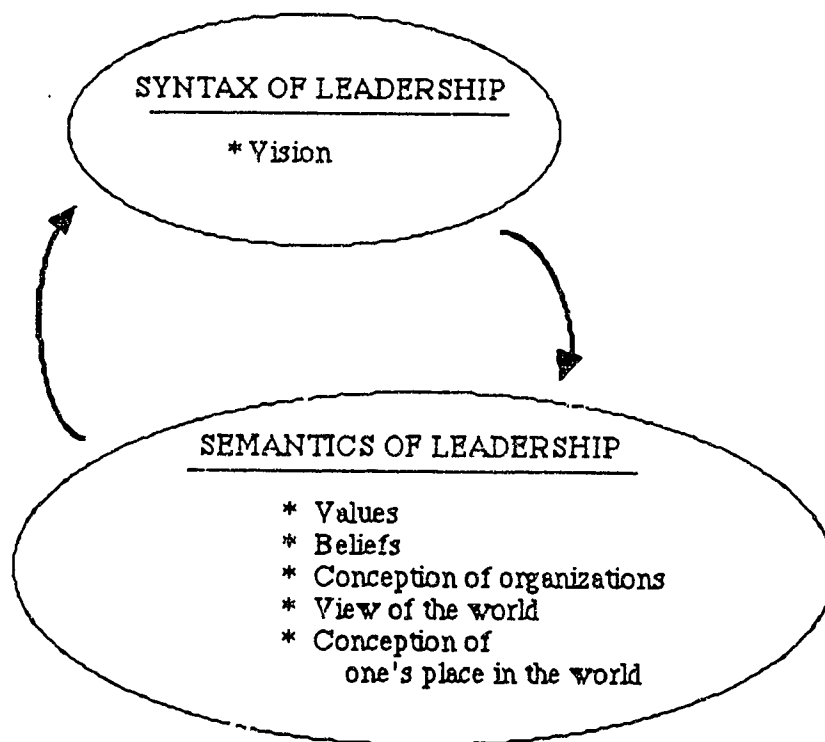 SYNTAX OF LEADERSHIP
* Vision
SEMANTICS OF LEADERSHIP
* Values
* Beliefs
* Conception of organizations
* View of the world
* Conception of
one's place in the world